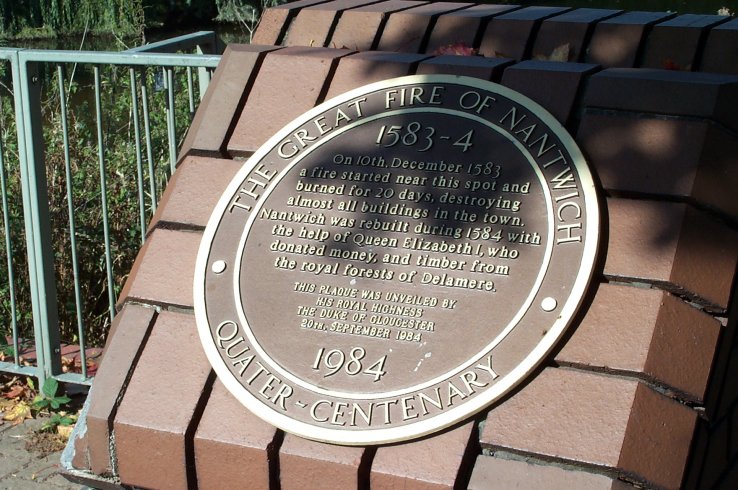 THE GREAT FIRE OF NANTWICH
1583-4
On 10th. December 1583
a fire started near this spot and
burned for 20 days, destroying
almost all buildings in the town.
Nantwich was rebuilt during 1584 with
the help of Queen Elizabeth I, who
donated money, and timber from
the royal forests of Delamere.
THIS PLAQUE WAS UNVEILED BY
HIS ROYAL HIGHNESS
THE DUKE OF GLOUCESTER
20TH. SEPTEMBER 1984.
1984
QUATER-CENTENARY